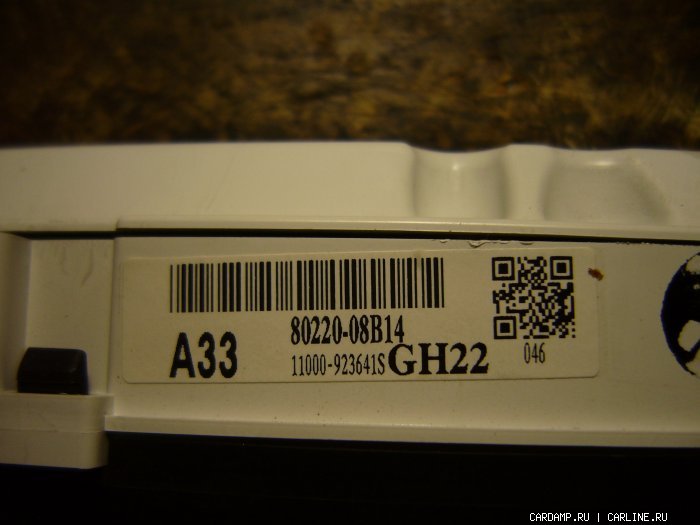 A33
80220-08B14
11000-923641S GH22
046
CARDAMP.RU | CARLINE.RU